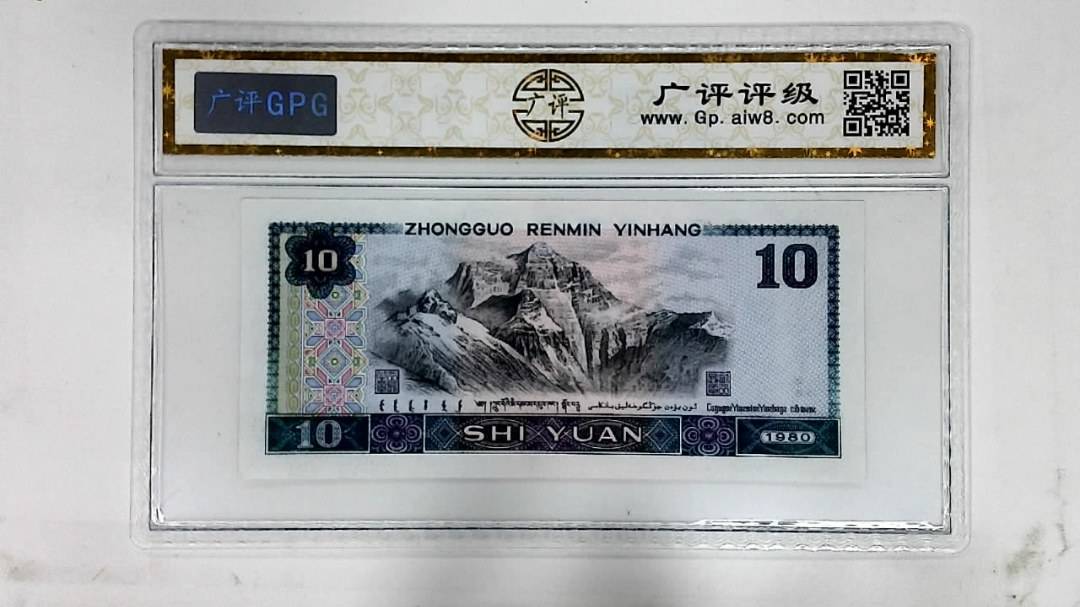 广评GPG
广评
广评评级
www.Gp.aiw8.com
ZHONGGUO RENMIN YINHANG
10
10
10
SHI YUAN
1980